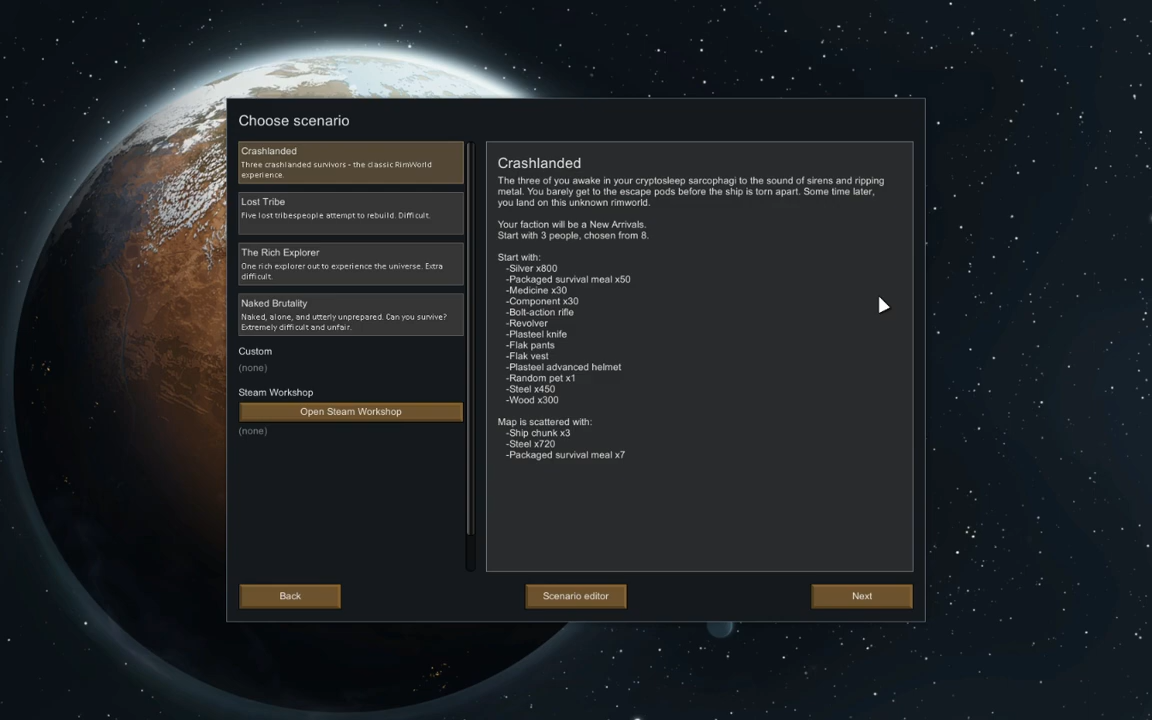 Choose scenario
Crashlanded
Three crashlanded survivors - the classic RimWorld
experience.
Lost Tribe
Five lost tribespeople attempt to rebuild. Difficult.
The Rich Explorer
One rich explorer out to experience the universe. Extra
difficult.
Naked Brutality
Naked, alone, and utterly unprepared. Can you survive?
Extremely difficult and unfair.
Custom
(none)
Steam Workshop
Open Steam Workshop
(none)
Crashlanded
The three of you awake in your cryptosleep sarcophagi to the sound of sirens and ripping
metal. You barely get to the escape pods before the ship is torn apart. Some time later,
you land on this unknown rimworld.
Your faction will be a New Arrivals.
Start with 3 people, chosen from 8.
Start with:
-Silver x800
-Packaged survival meal x50
-Medicine x30
-Component x30
-Bolt-action rifle
-Revolver
-Plasteel knife
-Flak pants
-Flak vest
-Plasteel advanced helmet
-Random pet x1
-Steel x450
-Wood x300
Map is scattered with:
-Ship chunk x3
-Steel x720
-Packaged survival meal x7
Back
Scenario editor
Next